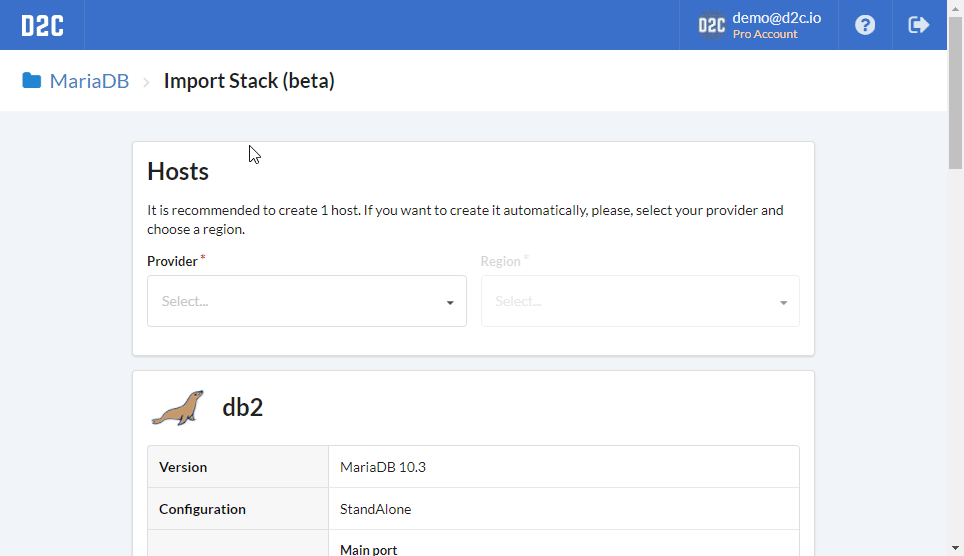 D2C
D2C
demo@d2c.io
Pro Account
?
MariaDB
Import Stack (beta)
Hosts
It is recommended to create 1 host. If you want to create it automatically, please, select your provider and
choose a region.
Provider *
Region *
Select...
Select...
db2
Version
MariaDB 10.3
Configuration
StandAlone
Main port